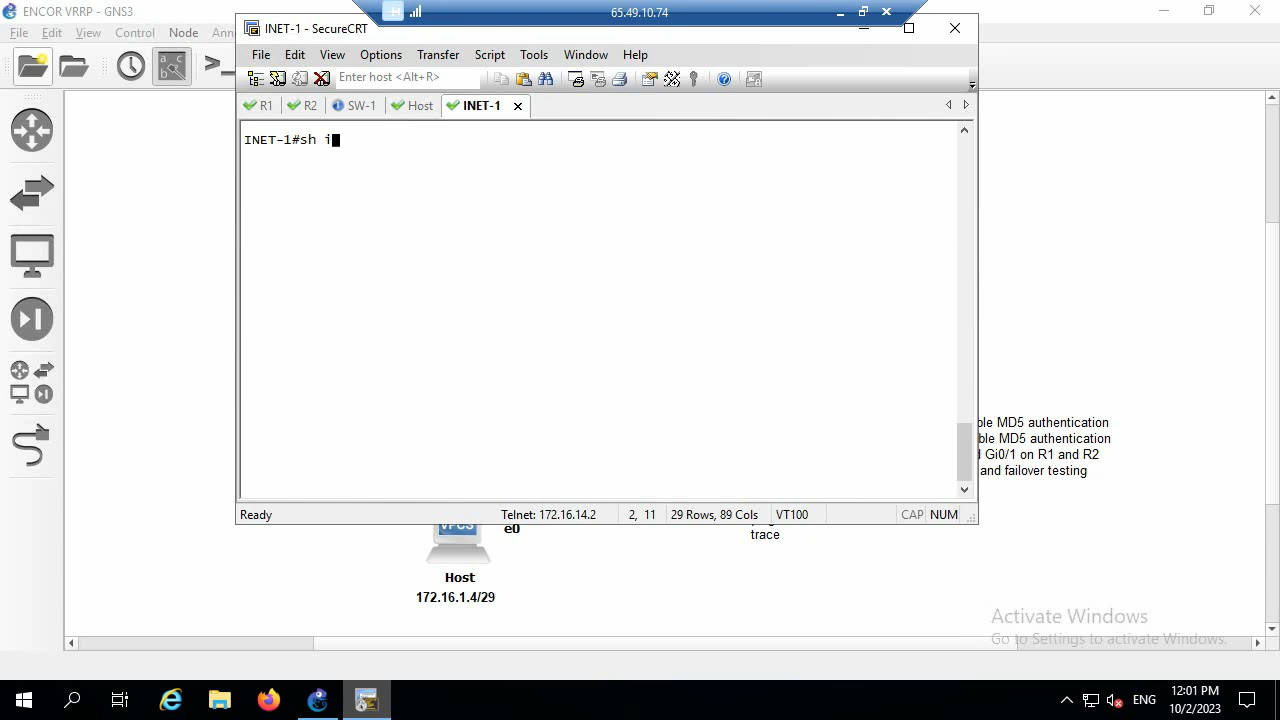 ENCOR VRRP - GNS3
65.49.10.74
INET-1 - SecureCRT
File Edit View Control Node Ann
File Edit View Options Transfer Script Tools Window Help
Enter host <Alt+R>
R1 R2 SW-1 Host INET-1
INET-1#sh i
ble MD5 authentication
ble MD5 authentication
d Gi0/1 on R1 and R2
and failover testing
Ready Telnet: 172.16.14.2 2, 11 29 Rows, 89 Cols VT100 CAP NUM
VPCS e0
trace
Host
172.16.1.4/29
Activate Windows
Go to Settings to activate Windows.
ENG 12:01 PM
10/2/2023